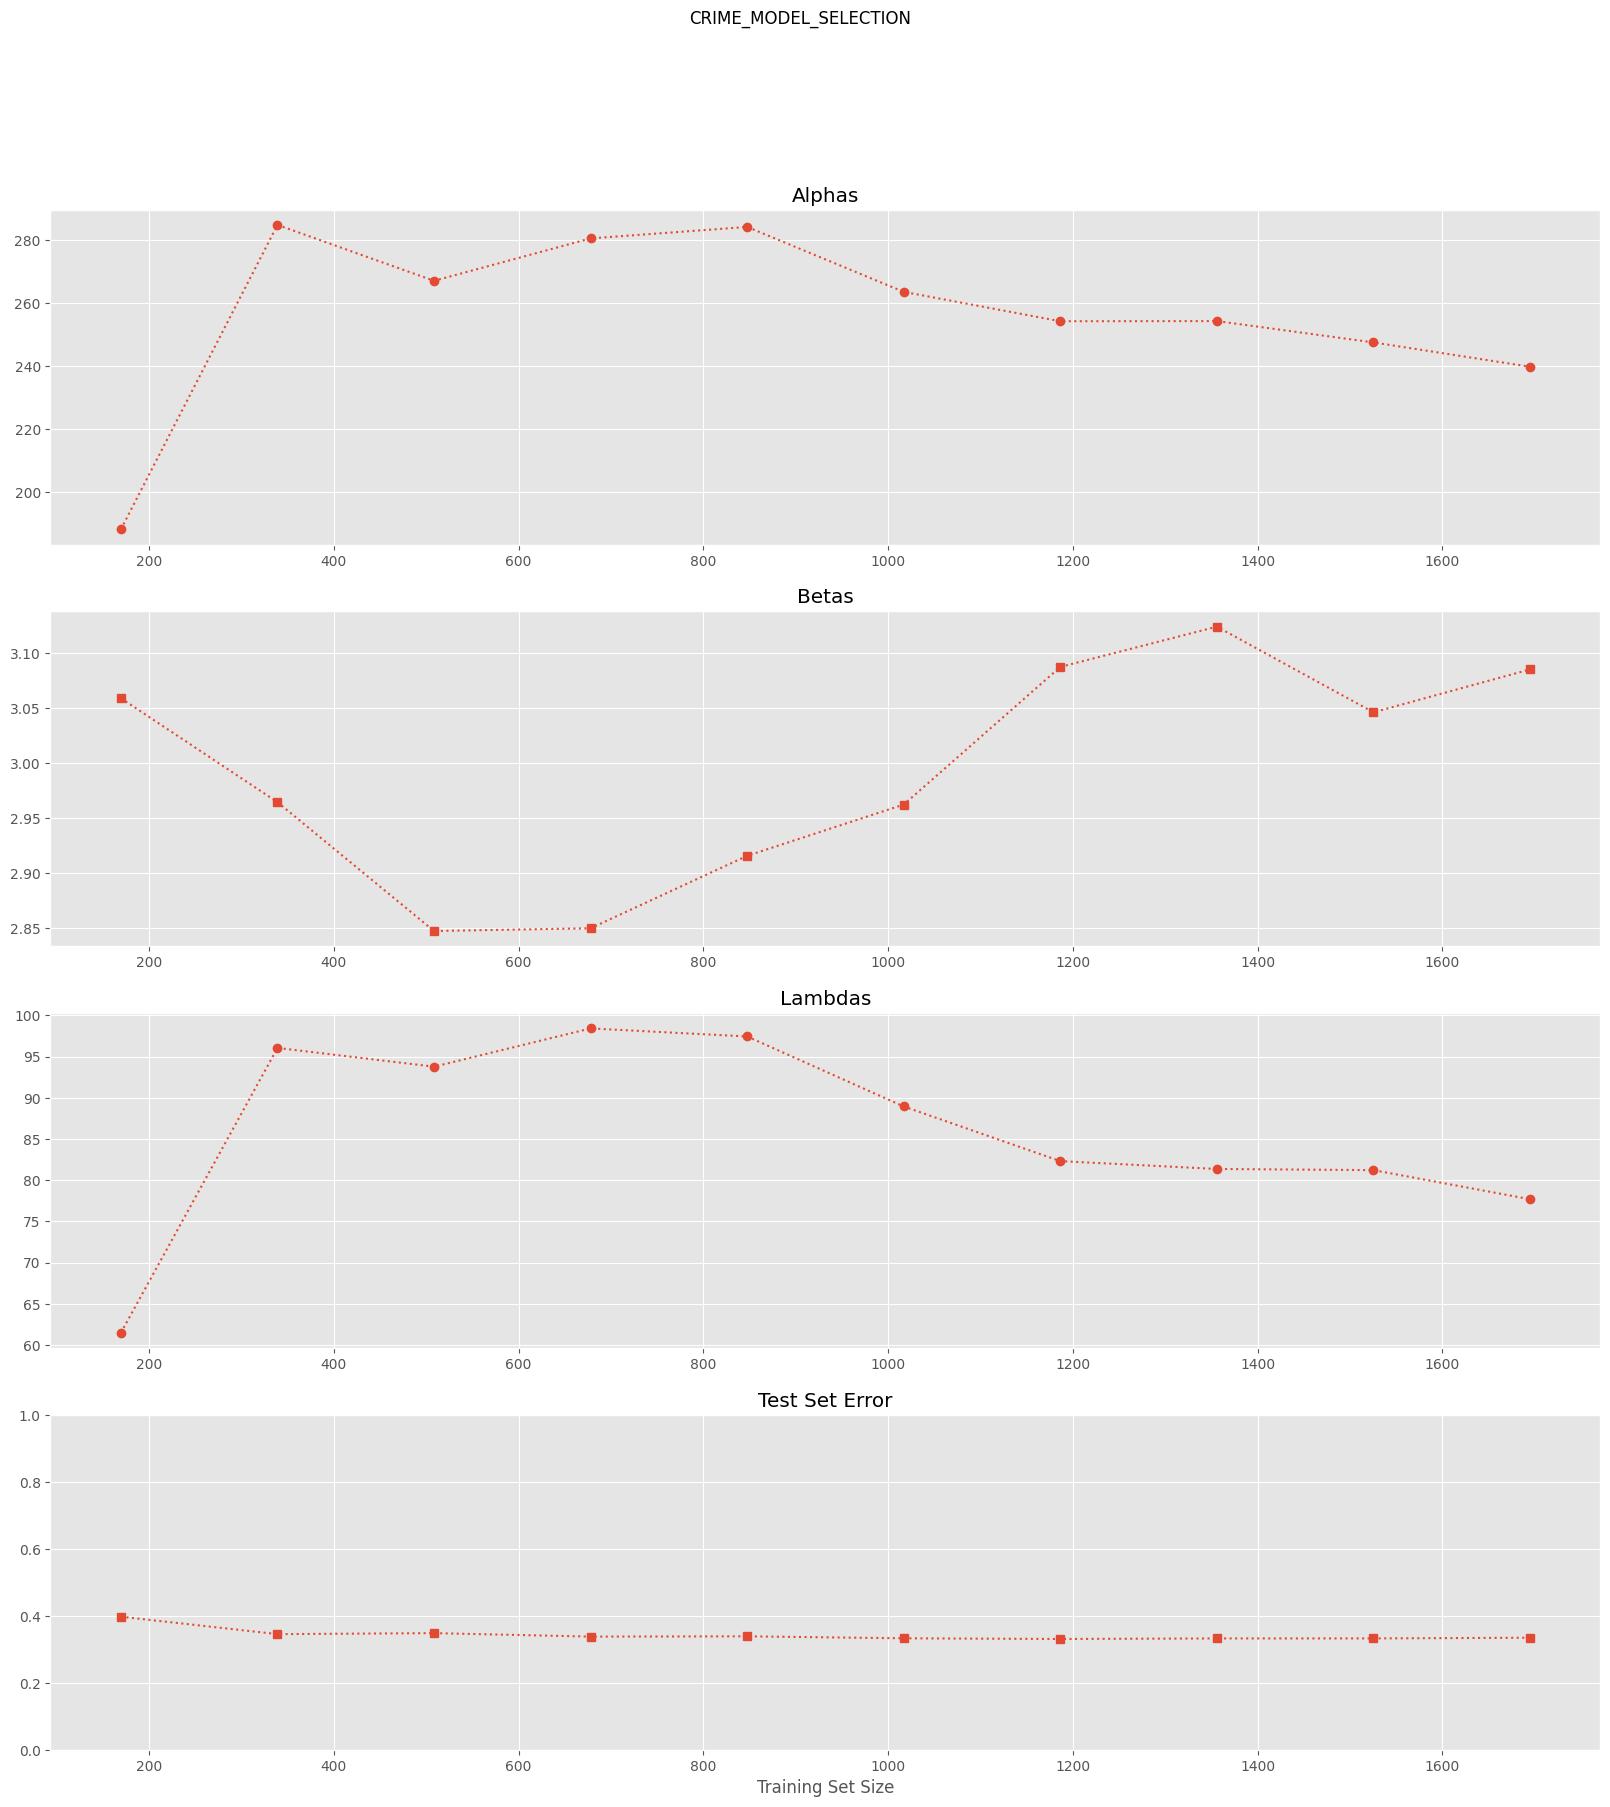 CRIME_MODEL_SELECTION
Alphas
280
260
240
220
200
200 400 600 800 1000 1200 1400 1600
Betas
3.10
3.05
3.00
2.95
2.90
2.85
200 400 600 800 1000 1200 1400 1600
Lambdas
100
95
90
85
80
75
70
65
60
200 400 600 800 1000 1200 1400 1600
Test Set Error
1.0
0.8
0.6
0.4
0.2
0.0
200 400 600 800 1000 1200 1400 1600
Training Set Size